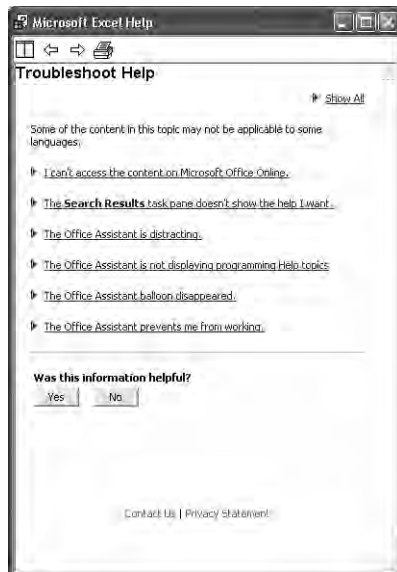 Microsoft Excel Help
Troubleshoot Help
Show All
Some of the content in this topic may not be applicable to some
languages.
I can't access the content on Microsoft Office Online.
The Search Results task pane doesn't show the help I want.
The Office Assistant is distracting.
The Office Assistant is not displaying programming Help topics
The Office Assistant balloon disappeared.
The Office Assistant prevents me from working.
Was this information helpful?
Yes No
Contact Us | Privacy Statement